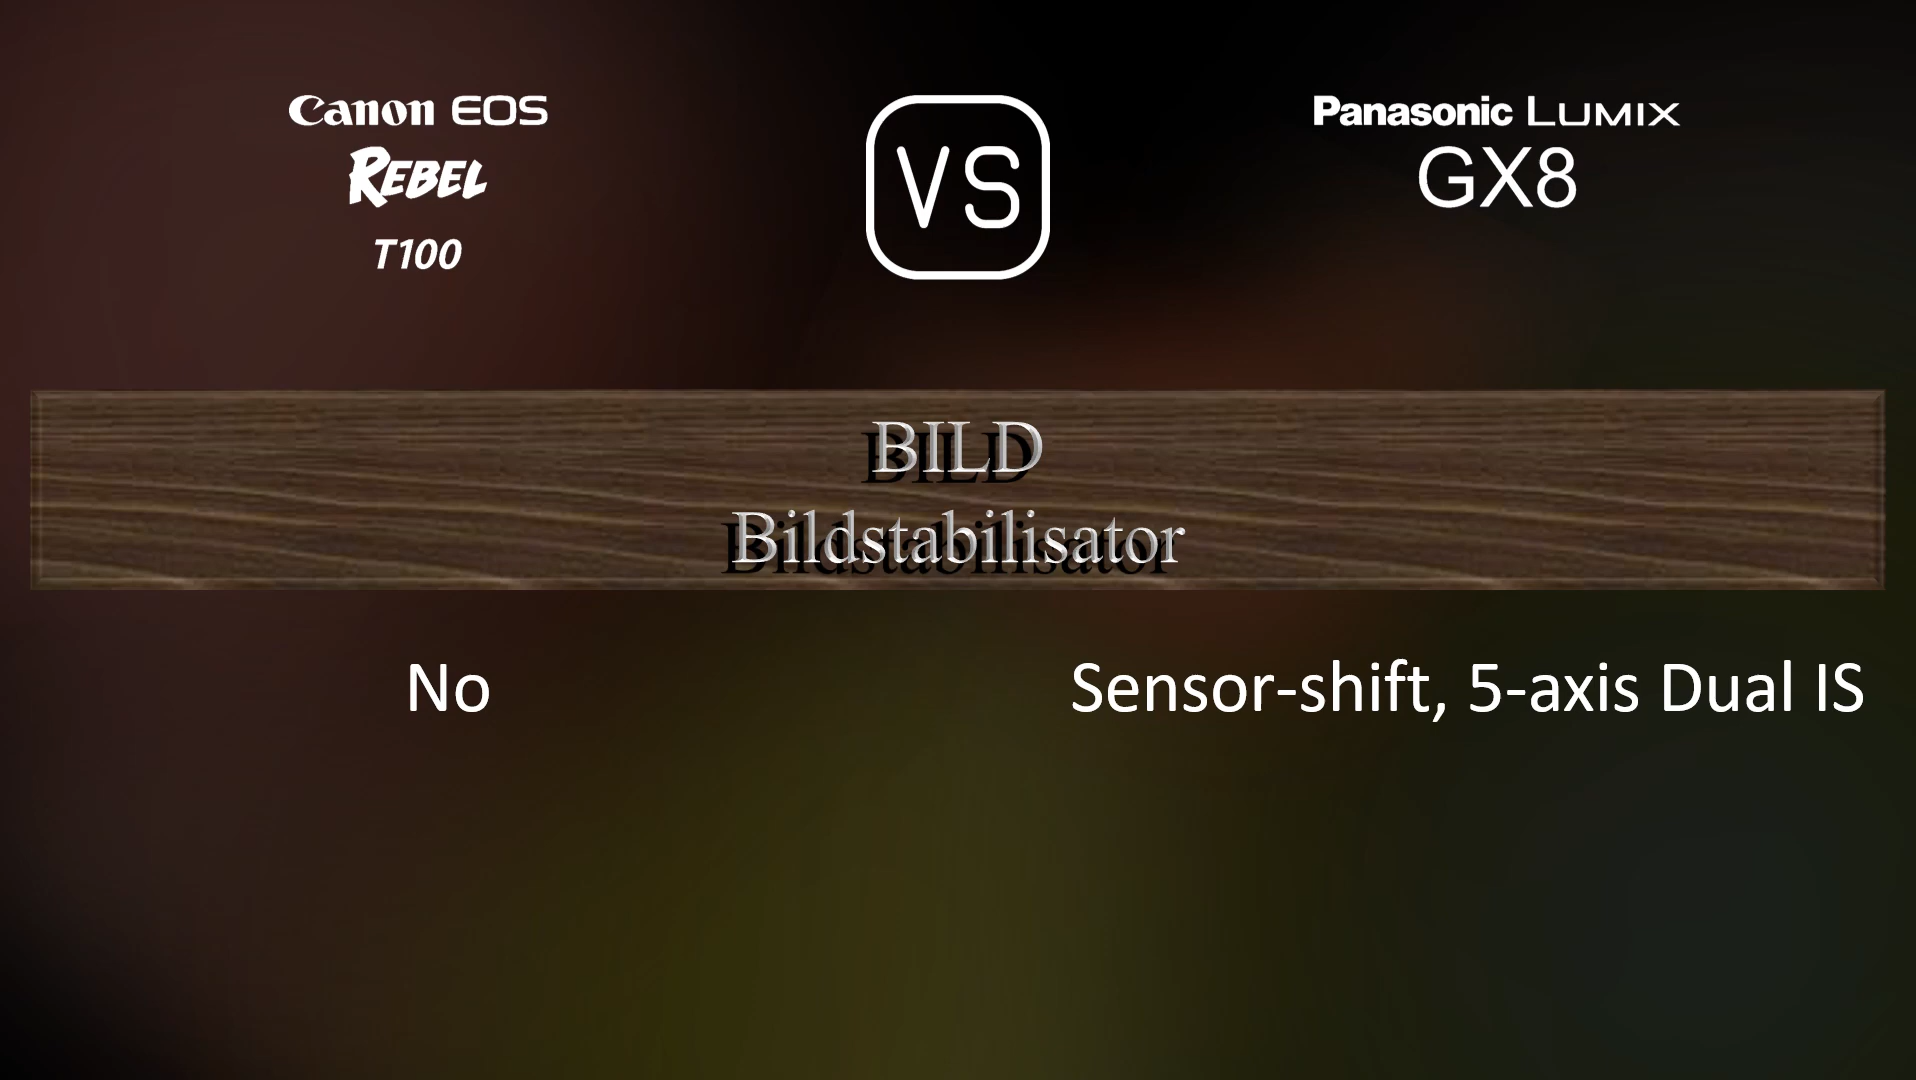 Canon EOS
REBEL
T100
VS
Panasonic LUMIX
GX8
BILD
Bildstabilisator
No
Sensor-shift, 5-axis Dual IS